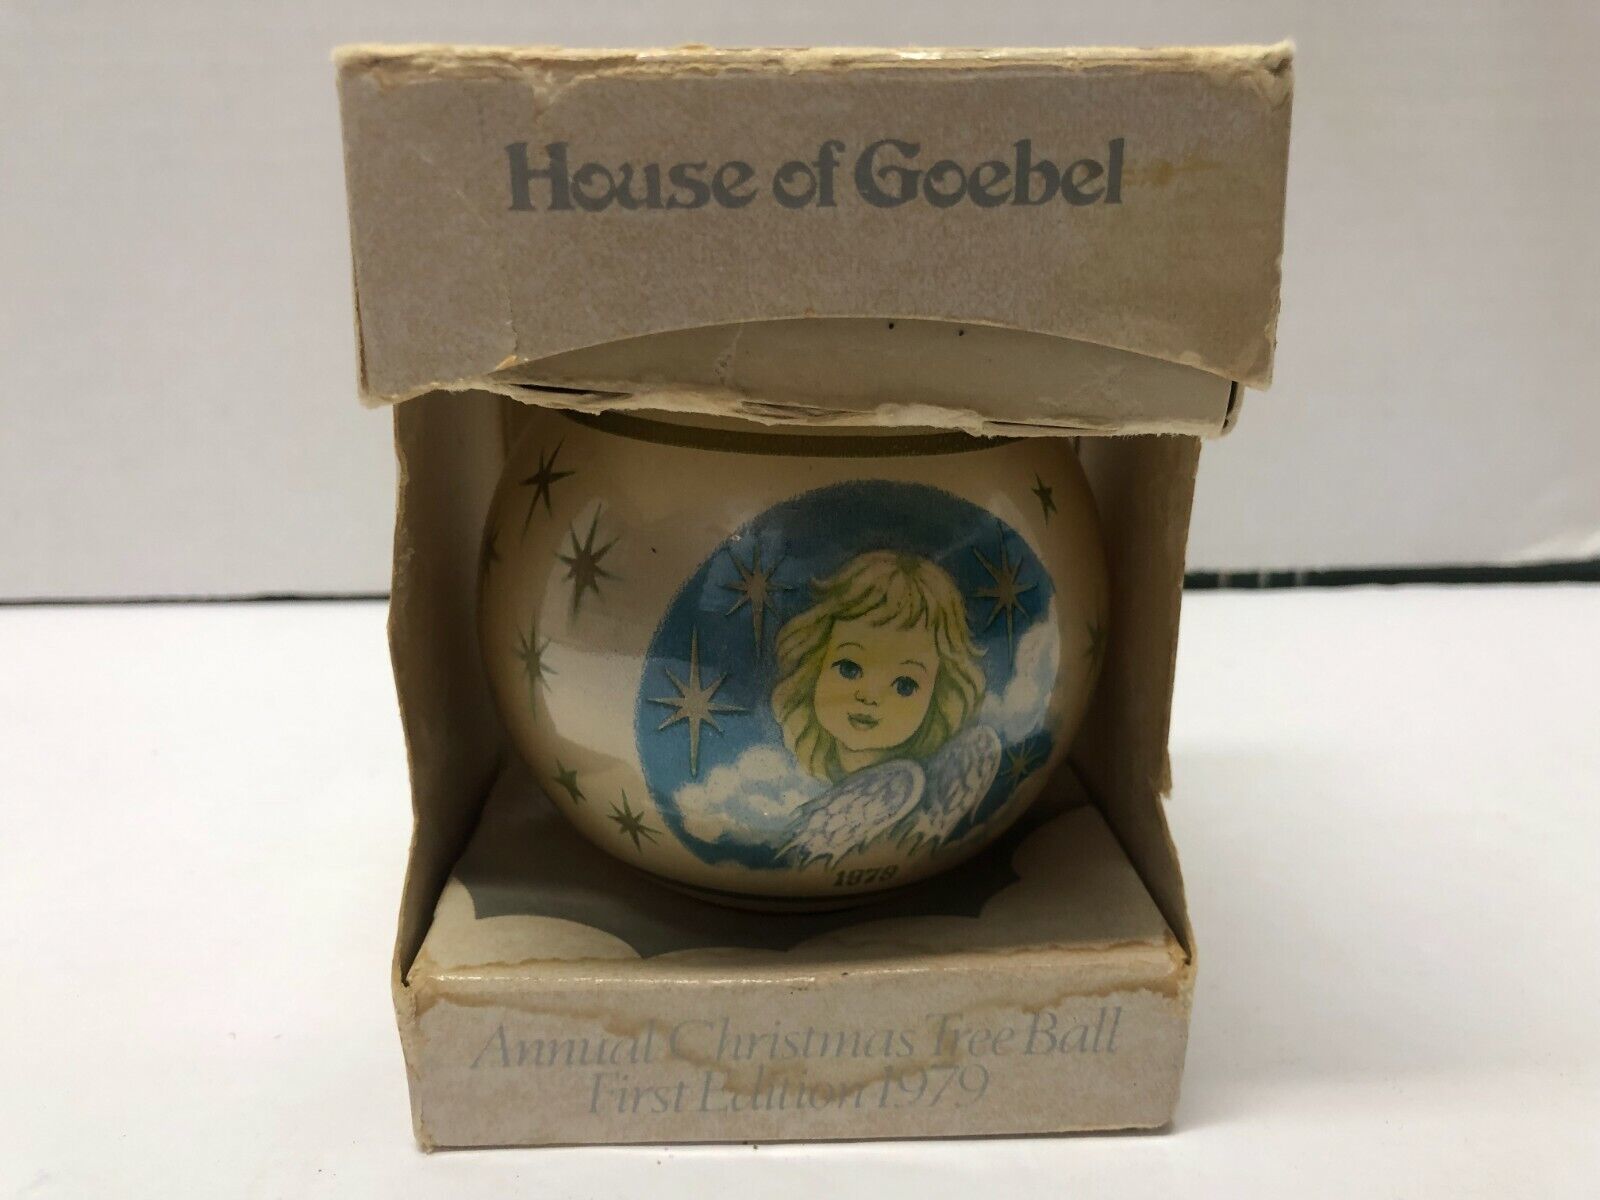 House of Goebel
1979
Annual Christmas Tree Ball
First Edition 1979